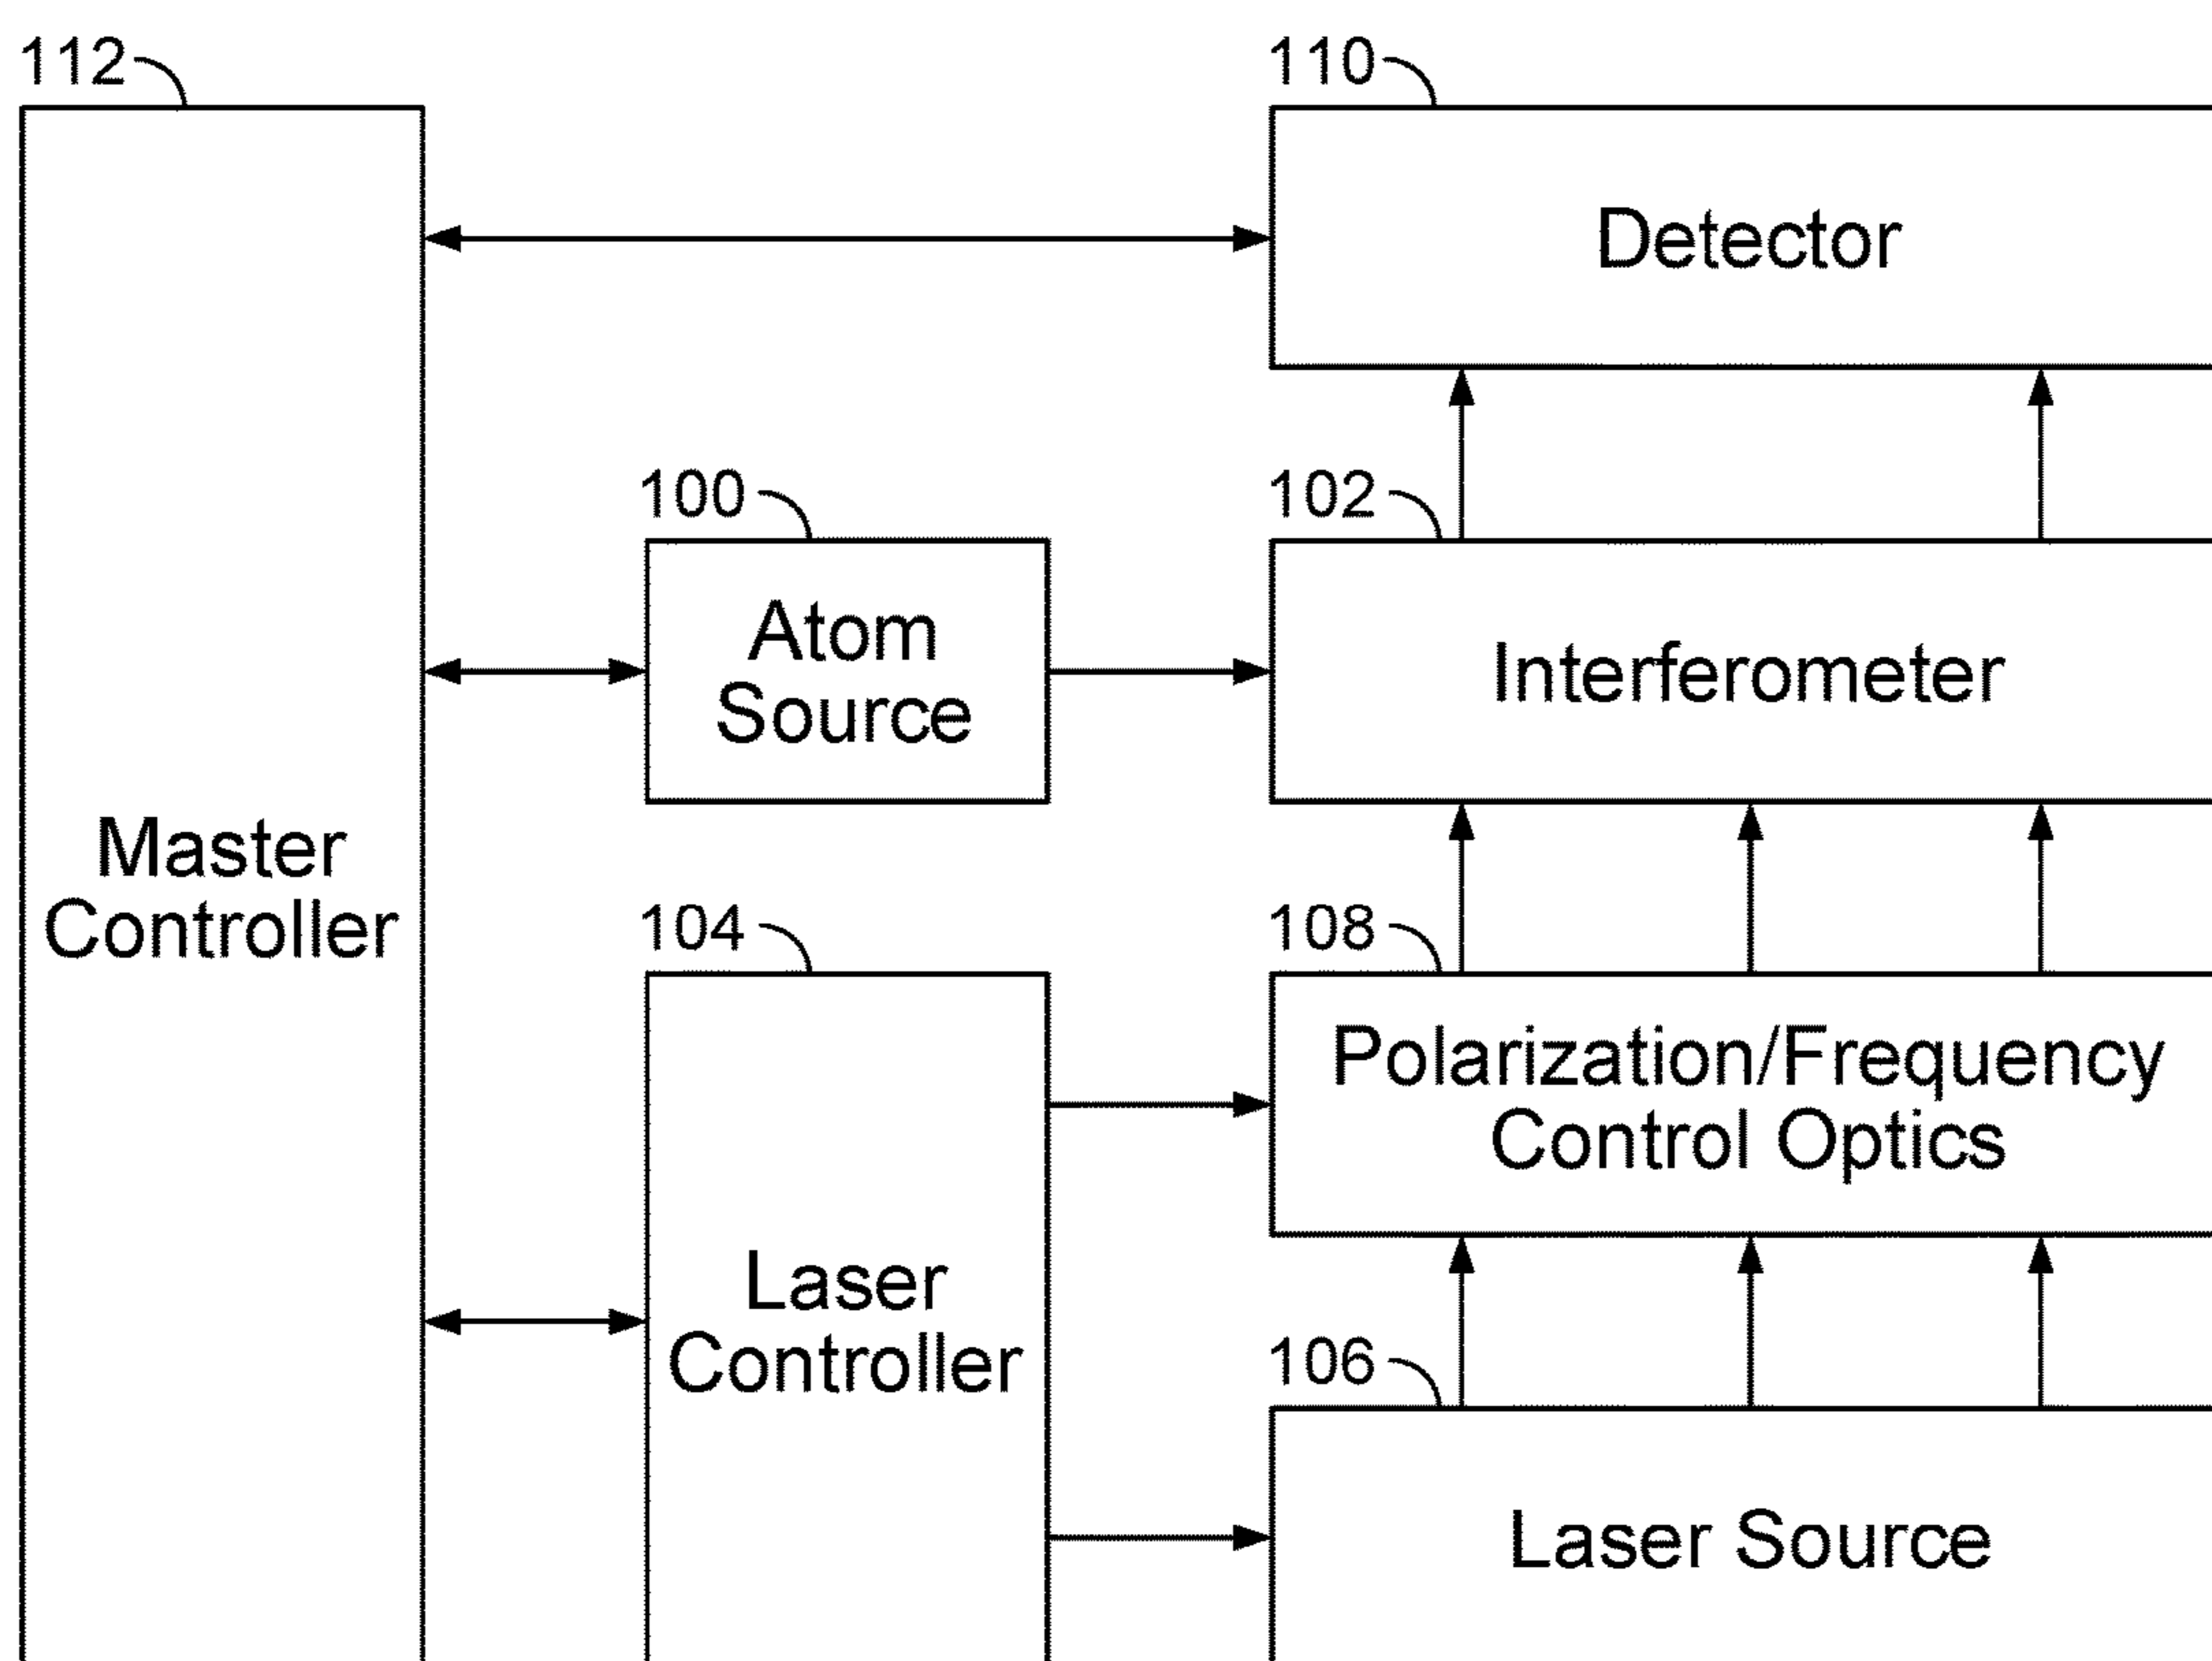 112
110
Detector
100
102
Atom
Source
Interferometer
Master
Controller
104
108
Polarization/Frequency
Control Optics
Laser
Controller
106
Laser Source